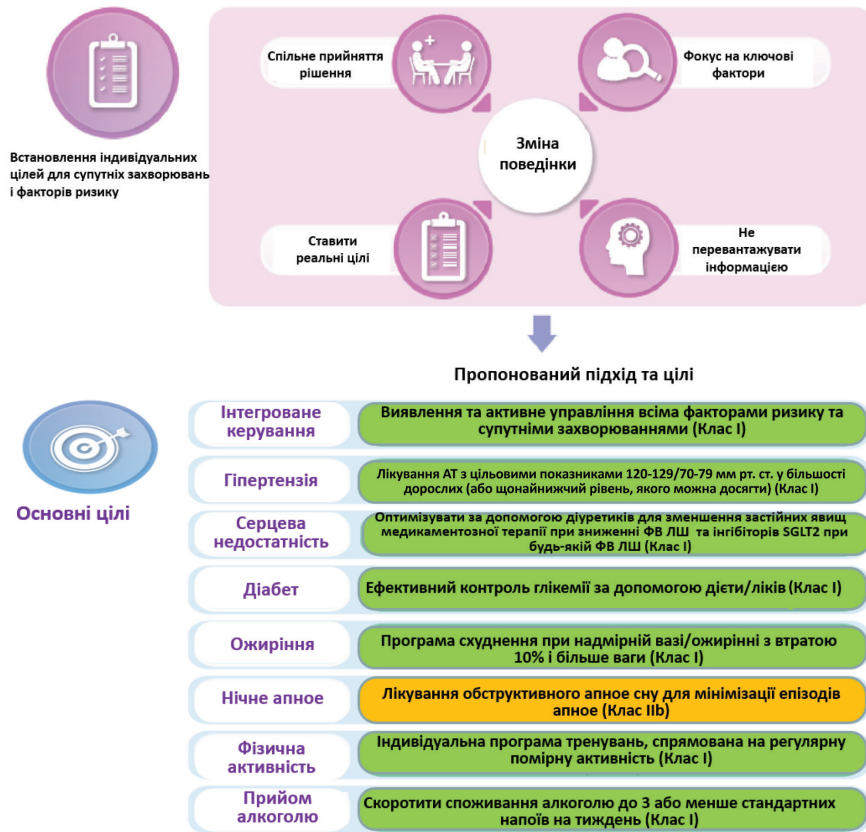 Спільне прийняття
рішення
Фокус на ключові
фактори
Зміна
поведінки
Встановлення індивідуальних
цілей для супутніх захворювань
і факторів ризику
Ставити
реальні цілі
Не
перевантажувати
інформацією
Пропонований підхід та цілі
Основні цілі
Інтегроване
керування
Виявлення та активне управління всіма факторами ризику та
супутніми захворюваннями (Клас I)
Гіпертензія
Лікування АТ з цільовими показниками 120-129/70-79 мм рт. ст. у більшості
дорослих (або щонайнижчий рівень, якого можна досягти) (Клас I)
Серцева
недостатність
Оптимізувати за допомогою діуретиків для зменшення застійних явищ
медикаментозної терапії при зниженні ФВ ЛШ та інгібіторів SGLT2 при
будь-якій ФВ ЛШ (Клас I)
Діабет
Ефективний контроль глікемії за допомогою дієти/ліків (Клас I)
Ожиріння
Програма схуднення при надмірній вазі/ожирінні з втратою
10% і більше ваги (Клас I)
Нічне апное
Лікування обструктивного апное сну для мінімізації епізодів
апное (Клас IIb)
Фізична
активність
Індивідуальна програма тренувань, спрямована на регулярну
помірну активність (Клас I)
Прийом
алкоголю
Скоротити споживання алкоголю до 3 або менше стандартних
напоїв на тиждень (Клас I)